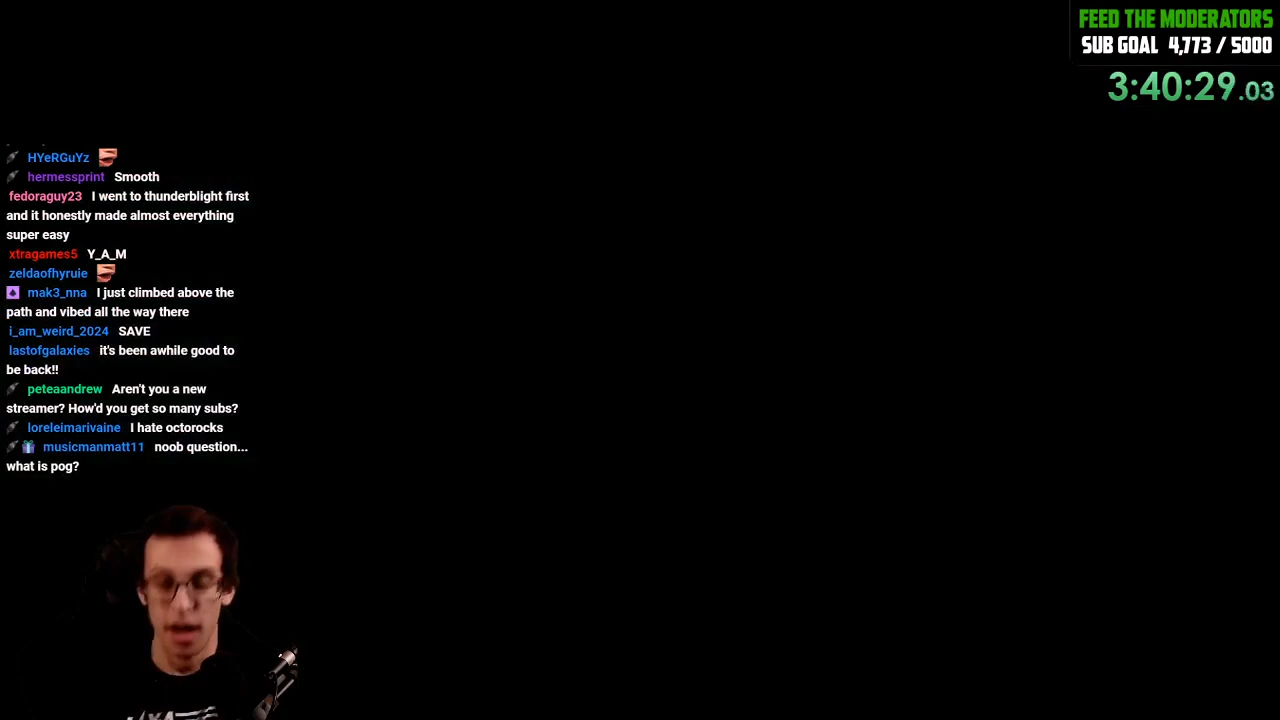 FEED THE MODERATORS
SUB GOAL 4,773 / 5000
3:40:29.03
HYeRGuYz
hermessprint Smooth
fedoraguy23 I went to thunderblight first
and it honestly made almost everything
super easy
xtragames5 Y_A_M
zeldaofhyruie
mak3_nna I just climbed above the
path and vibed all the way there
i_am_weird_2024 SAVE
lastofgalaxies it's been awhile good to
be back!!
peteaandrew Aren't you a new
streamer? How'd you get so many subs?
loreleimarivaine I hate octorocks
musicmanmatt11 noob question...
what is pog?